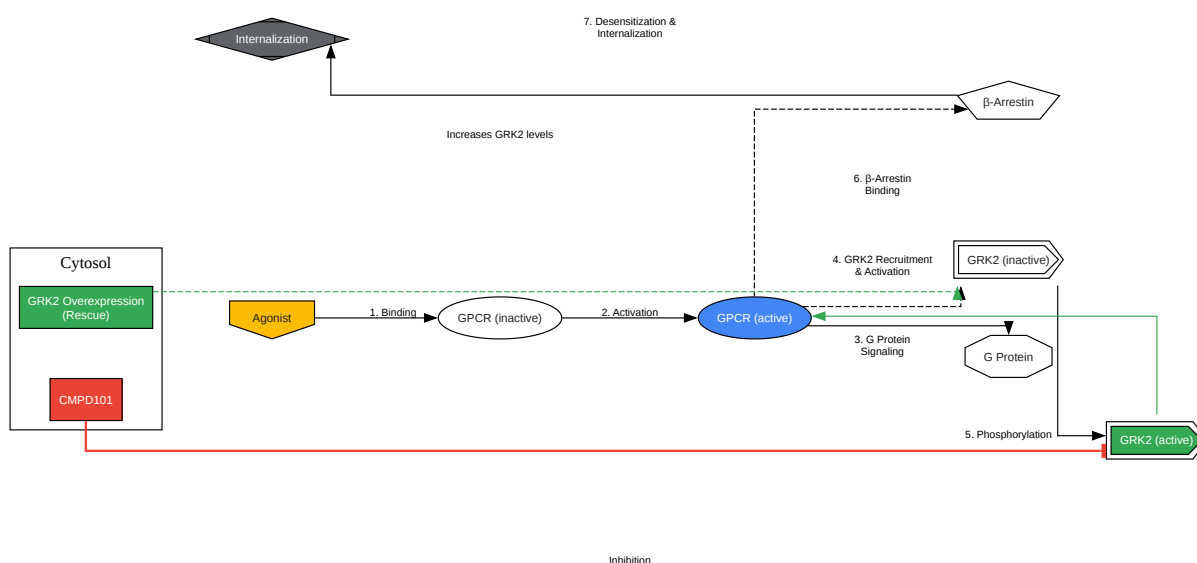 7. Desensitization &
Internalization
Internalization
β-Arrestin
Increases GRK2 levels
6. β-Arrestin
Binding
Cytosol
4. GRK2 Recruitment
& Activation
GRK2 (inactive)
GRK2 Overexpression
(Rescue)
Agonist
1. Binding
GPCR (inactive)
2. Activation
GPCR (active)
3. G Protein
Signaling
G Protein
CMPD101
5. Phosphorylation
GRK2 (active)
Inhibition